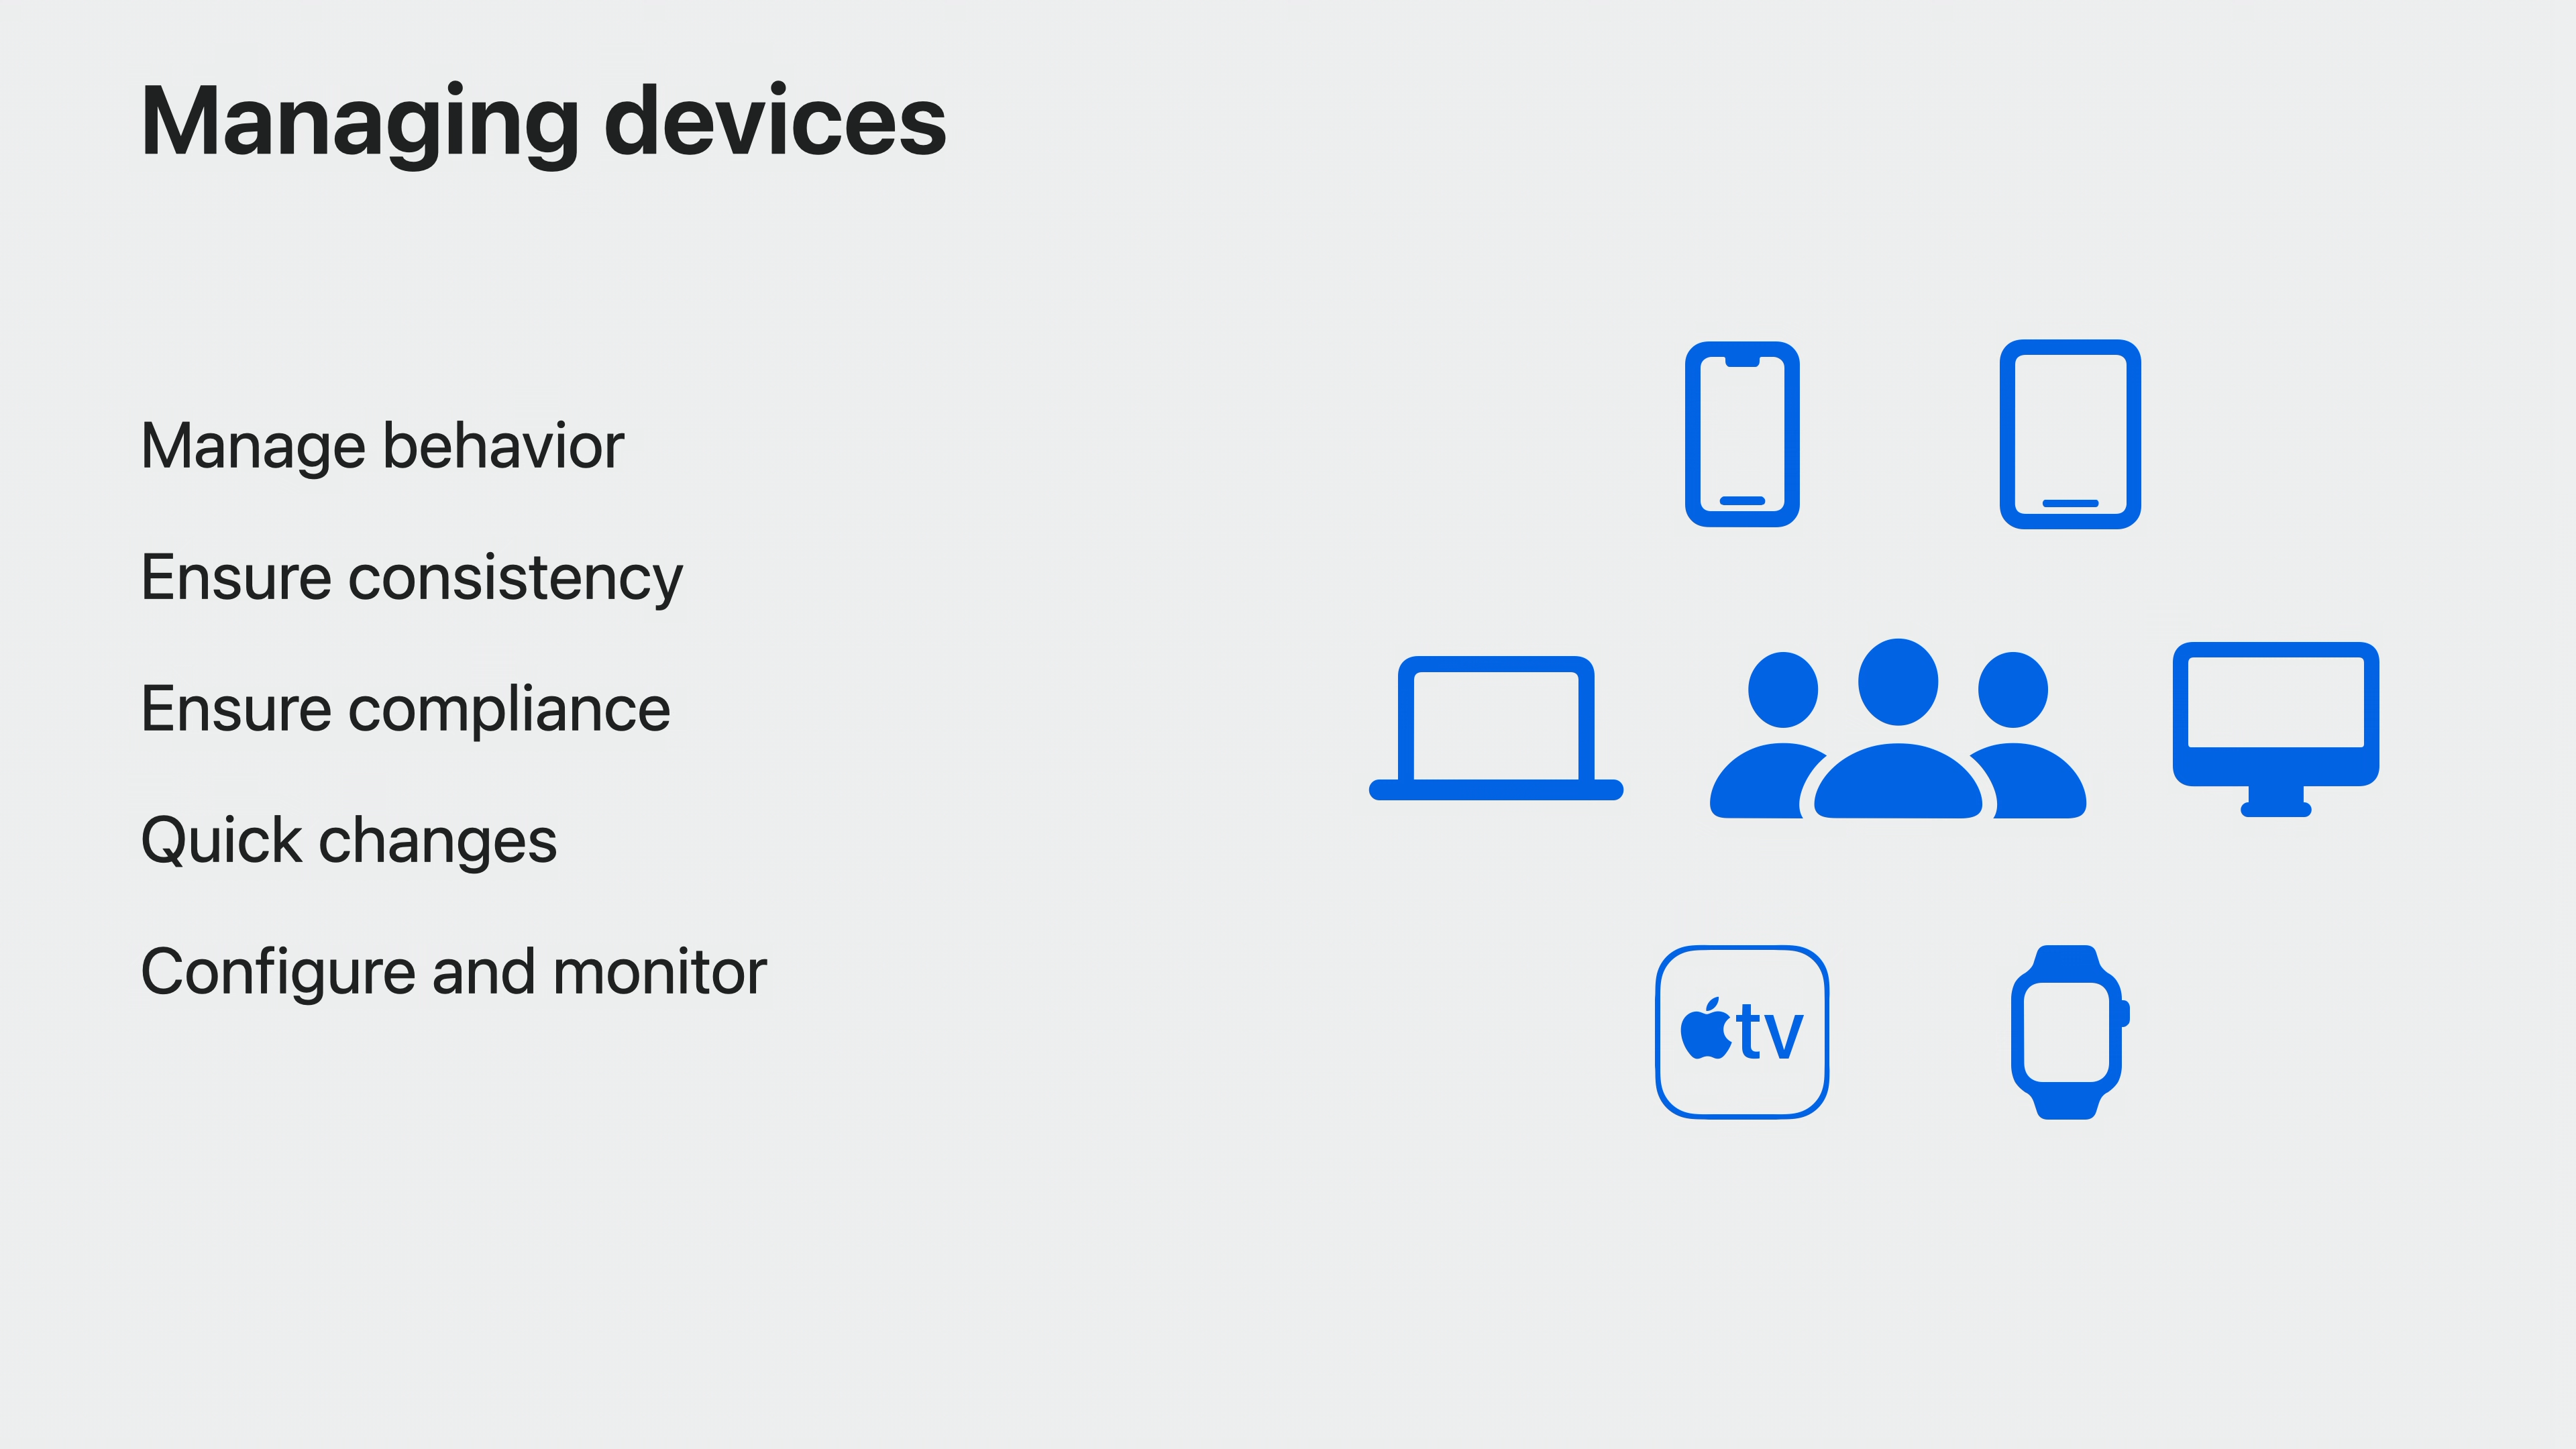 Managing devices
Manage behavior
Ensure consistency
Ensure compliance
Quick changes
Configure and monitor
tv